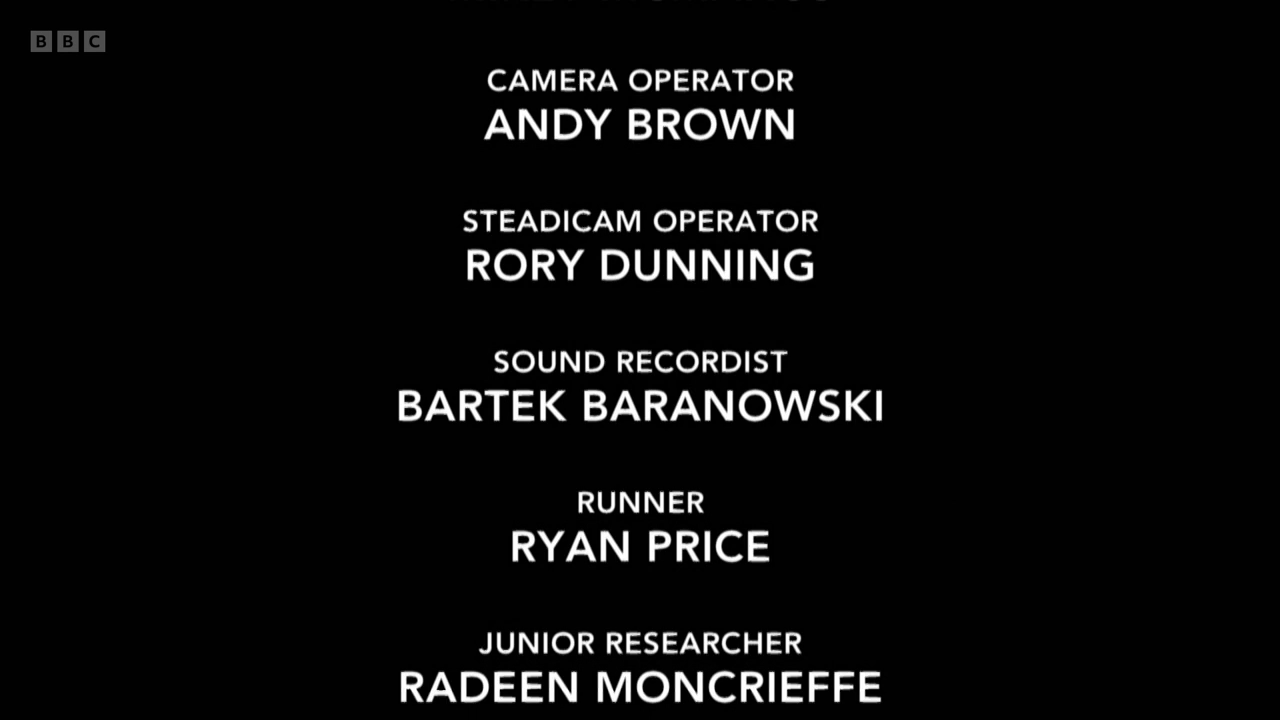 BBC
CAMERA OPERATOR
ANDY BROWN
STEADICAM OPERATOR
RORY DUNNING
SOUND RECORDIST
BARTEK BARANOWSKI
RUNNER
RYAN PRICE
JUNIOR RESEARCHER
RADEEN MONCRIEFFE